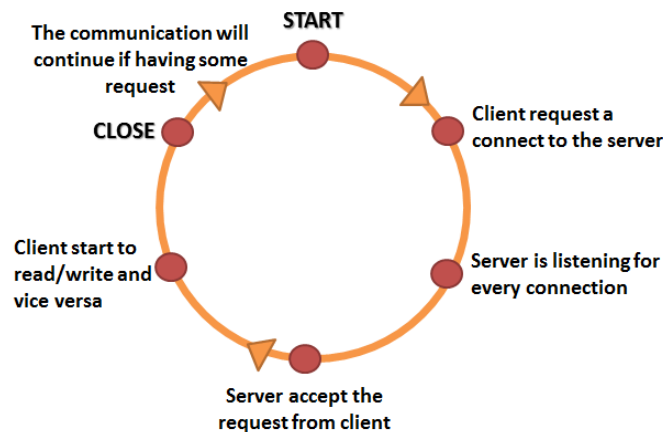 START
Client request a
connect to the server
Server is listening for
every connection
Server accept the
request from client
Client start to
read/write and
vice versa
CLOSE
The communication will
continue if having some
request